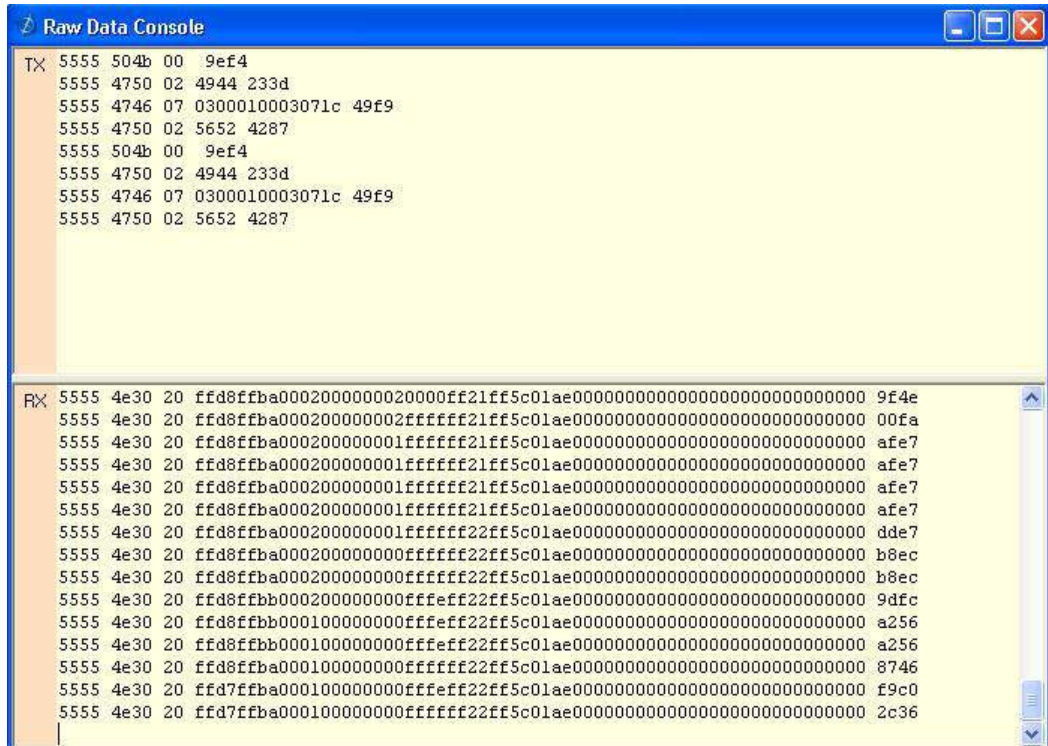 Raw Data Console
TX 5555 504b 00  9ef4
5555 4750 02 4944 233d
5555 4746 07 0300010003071c 49f9
5555 4750 02 5652 4287
5555 504b 00  9ef4
5555 4750 02 4944 233d
5555 4746 07 0300010003071c 49f9
5555 4750 02 5652 4287
RX 5555 4e30 20 ffd8ffba0002000000020000ff21ff5c01ae0000000000000000000000000000 9f4e
5555 4e30 20 ffd8ffba000200000002ffffff21ff5c01ae0000000000000000000000000000 00fa
5555 4e30 20 ffd8ffba000200000001ffffff21ff5c01ae0000000000000000000000000000 afe7
5555 4e30 20 ffd8ffba000200000001ffffff21ff5c01ae0000000000000000000000000000 afe7
5555 4e30 20 ffd8ffba000200000001ffffff21ff5c01ae0000000000000000000000000000 afe7
5555 4e30 20 ffd8ffba000200000001ffffff21ff5c01ae0000000000000000000000000000 afe7
5555 4e30 20 ffd8ffba000200000001ffffff22ff5c01ae0000000000000000000000000000 dde7
5555 4e30 20 ffd8ffba000200000000ffffff22ff5c01ae0000000000000000000000000000 b8ec
5555 4e30 20 ffd8ffba000200000000ffffff22ff5c01ae0000000000000000000000000000 b8ec
5555 4e30 20 ffd8ffbb000200000000fffeff22ff5c01ae0000000000000000000000000000 9dfc
5555 4e30 20 ffd8ffbb000100000000fffeff22ff5c01ae0000000000000000000000000000 a256
5555 4e30 20 ffd8ffbb000100000000fffeff22ff5c01ae0000000000000000000000000000 a256
5555 4e30 20 ffd8ffba000100000000ffffff22ff5c01ae0000000000000000000000000000 8746
5555 4e30 20 ffd7ffba000100000000fffeff22ff5c01ae0000000000000000000000000000 f9c0
5555 4e30 20 ffd7ffba000100000000ffffff22ff5c01ae0000000000000000000000000000 2c36